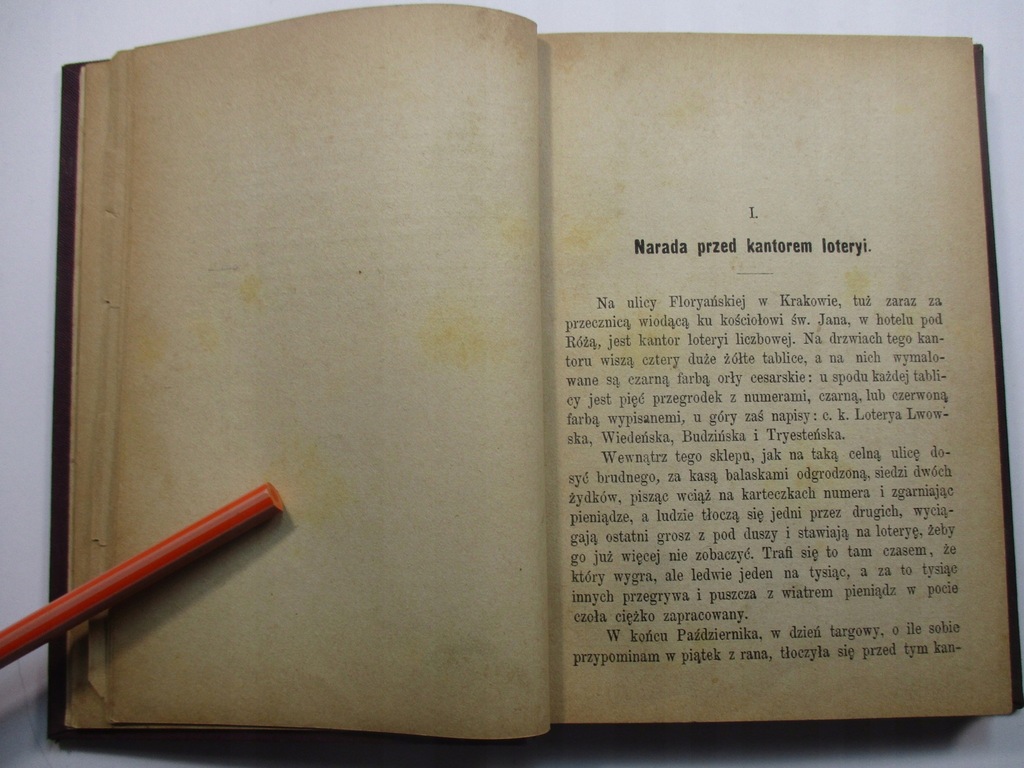 I.
Narada przed kantorem loteryi.
Na ulicy Floryańskiej w Krakowie, tuż zaraz za
przecznicą wiodącą ku kościołowi św. Jana, w hotelu pod
Różą, jest kantor loteryi liczbowej. Na drzwiach tego kan-
toru wiszą cztery duże żółte tablice, a na nich wymalo-
wane są czarną farbą orły cesarskie: u spodu każdej tabli-
cy jest pięć przegrodek z numerami, czarną, lub czerwoną
farbą wypisanemi, u góry zaś napisy: c. k. Loterya Lwow-
ska, Wiedeńska, Budzińska i Tryesteńska.
Wewnątrz tego sklepu, jak na taką celną ulicę do-
syć brudnego, za kasą balaskami odgrodzoną, siedzi dwóch
żydków, pisząc wciąż na karteczkach numera i zgarniając
pieniądze, a ludzie tłoczą się jedni przez drugich, wycią-
gają ostatni grosz z pod duszy i stawiają na loteryę, żeby
go już więcej nie zobaczyć. Trafi się to tam czasem, że
który wygra, ale ledwie jeden na tysiąc, a za to tysiąc
innych przegrywa i puszcza z wiatrem pieniądz w pocie
czoła ciężko zapracowany.
W końcu Października, w dzień targowy, o ile sobie
przypominam w piątek z rana, tłoczyła się przed tym kan-